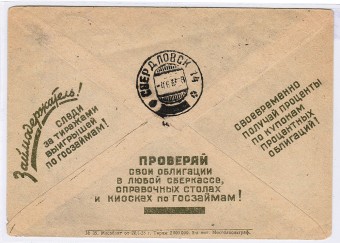 СВЕРДЛОВСК 14
Займодержатель!
СЛЕДИ
ЗА ТИРАЖАМИ
ВЫИГРЫШЕЙ
ПО ГОСЗАЙМАМ!
СВОЕВРЕМЕННО
ПОЛУЧАЙ ПРОЦЕНТЫ
ПО КУПОНАМ
ПРОЦЕНТНЫХ
ОБЛИГАЦИЙ!
ПРОВЕРЯЙ
СВОИ ОБЛИГАЦИИ
В ЛЮБОЙ СБЕРКАССЕ,
СПРАВОЧНЫХ СТОЛАХ
И КИОСКАХ ПО ГОСЗАЙМАМ!